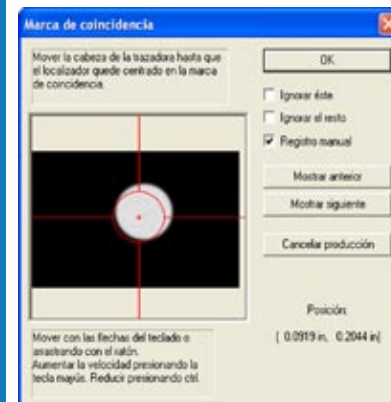 Marca de coincidencia
Mover la cabeza de la trazadora hasta que
el localizador quede centrado en la marca
de coincidencia.
OK
Ignorar éste
Ignorar el resto
Registro manual
Mostrar anterior
Mostrar siguiente
Cancelar producción
Posición:
( 0.0919 in, 0.2044 in)
Mover con las flechas del teclado o
arrastrando con el ratón.
Aumentar la velocidad presionando la
tecla mayús. Reducir presionando ctrl.